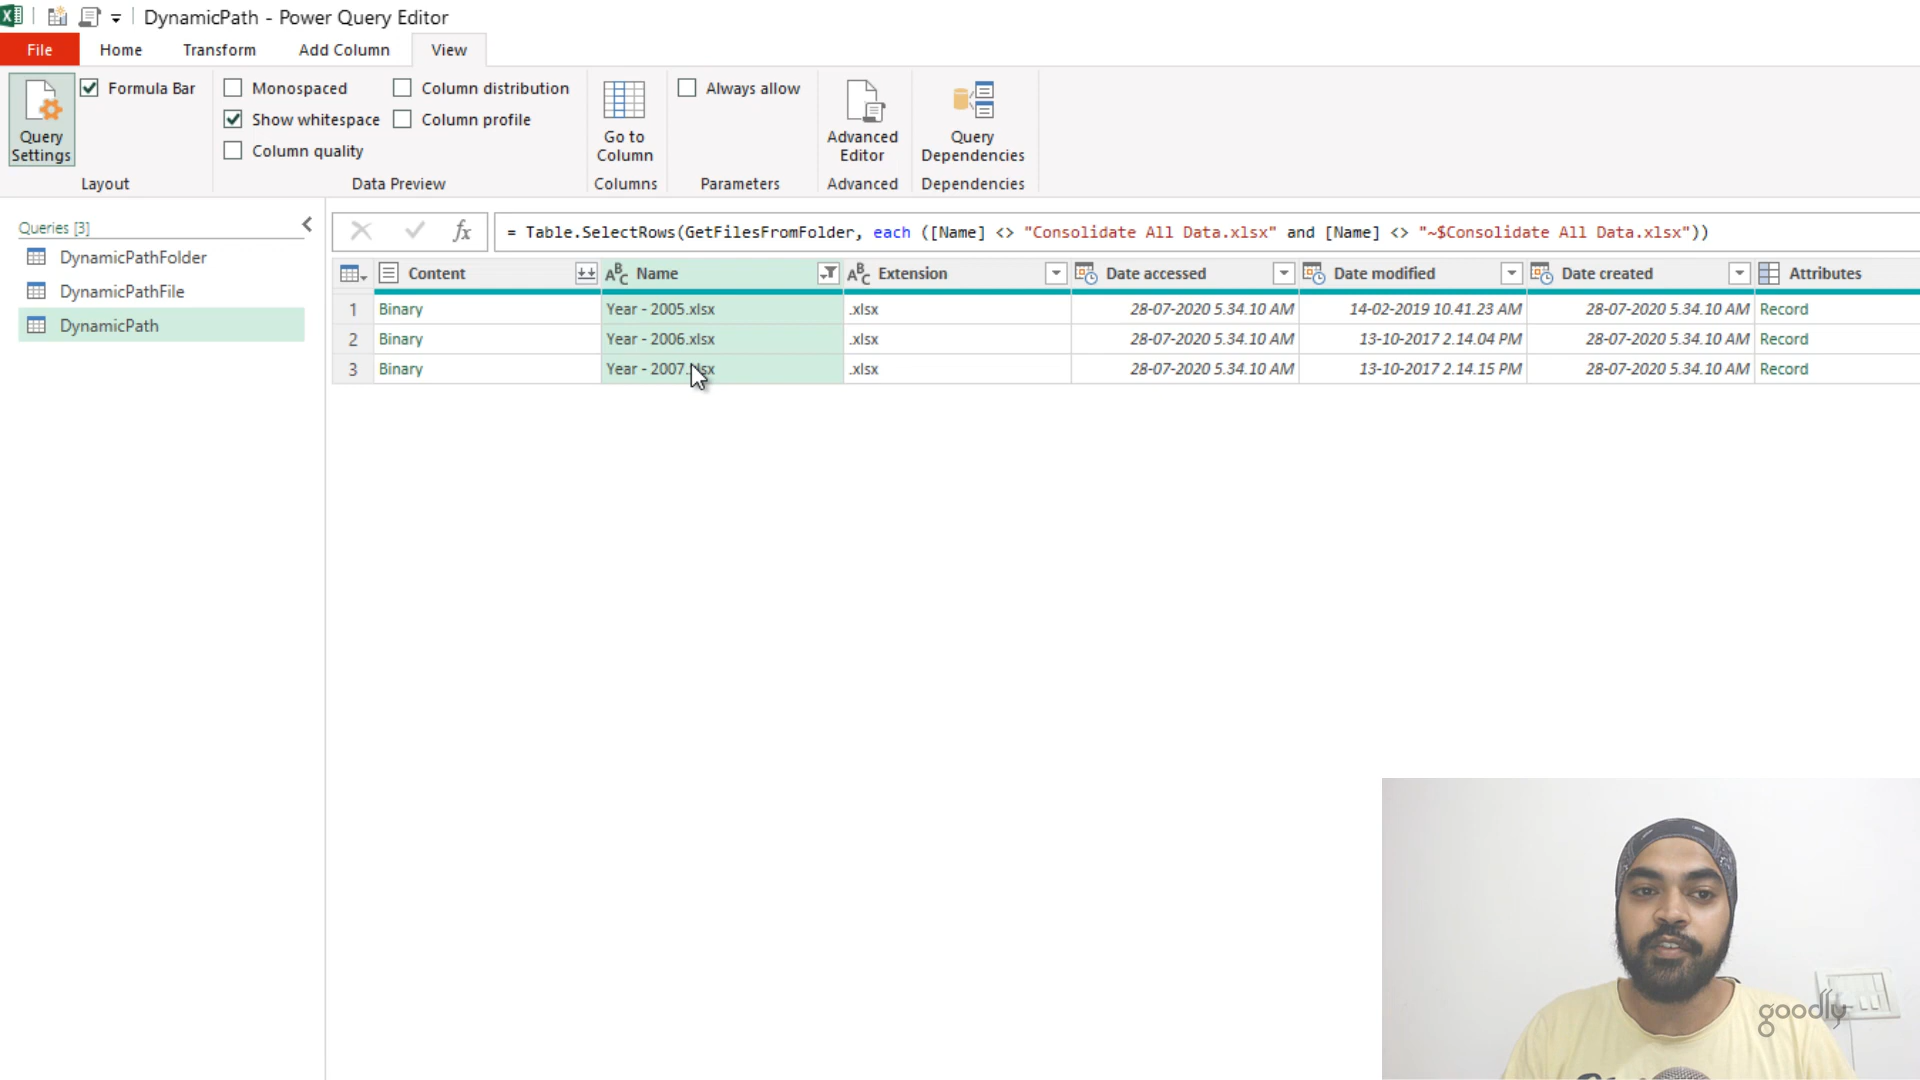 DynamicPath - Power Query Editor
File Home Transform Add Column View
Query Settings
Formula Bar
Layout
Monospaced
Column distribution
Show whitespace
Column profile
Column quality
Data Preview
Go to Column
Columns
Always allow
Parameters
Advanced Editor
Advanced
Query Dependencies
Dependencies
Queries [3]
DynamicPathFolder
DynamicPathFile
DynamicPath
fx
= Table.SelectRows(GetFilesFromFolder, each ([Name] <> "Consolidate All Data.xlsx" and [Name] <> "~$Consolidate All Data.xlsx"))
Content ABC Name ABC Extension Date accessed Date modified Date created Attributes
1 Binary Year - 2005.xlsx .xlsx 28-07-2020 5.34.10 AM 14-02-2019 10.41.23 AM 28-07-2020 5.34.10 AM Record
2 Binary Year - 2006.xlsx .xlsx 28-07-2020 5.34.10 AM 13-10-2017 2.14.04 PM 28-07-2020 5.34.10 AM Record
3 Binary Year - 2007.xlsx .xlsx 28-07-2020 5.34.10 AM 13-10-2017 2.14.15 PM 28-07-2020 5.34.10 AM Record
goodly